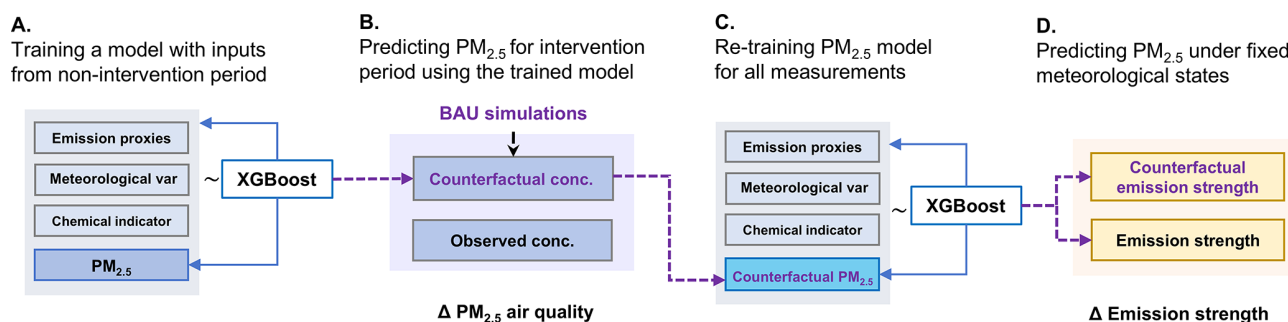 A.
Training a model with inputs
from non-intervention period
Emission proxies
Meteorological var
Chemical indicator
PM2.5
~
XGBoost
B.
Predicting PM2.5 for intervention
period using the trained model
BAU simulations
Counterfactual conc.
Observed conc.
Δ PM2.5 air quality
C.
Re-training PM2.5 model
for all measurements
Emission proxies
Meteorological var
Chemical indicator
Counterfactual PM2.5
~
XGBoost
D.
Predicting PM2.5 under fixed
meteorological states
Counterfactual
emission strength
Emission strength
Δ Emission strength